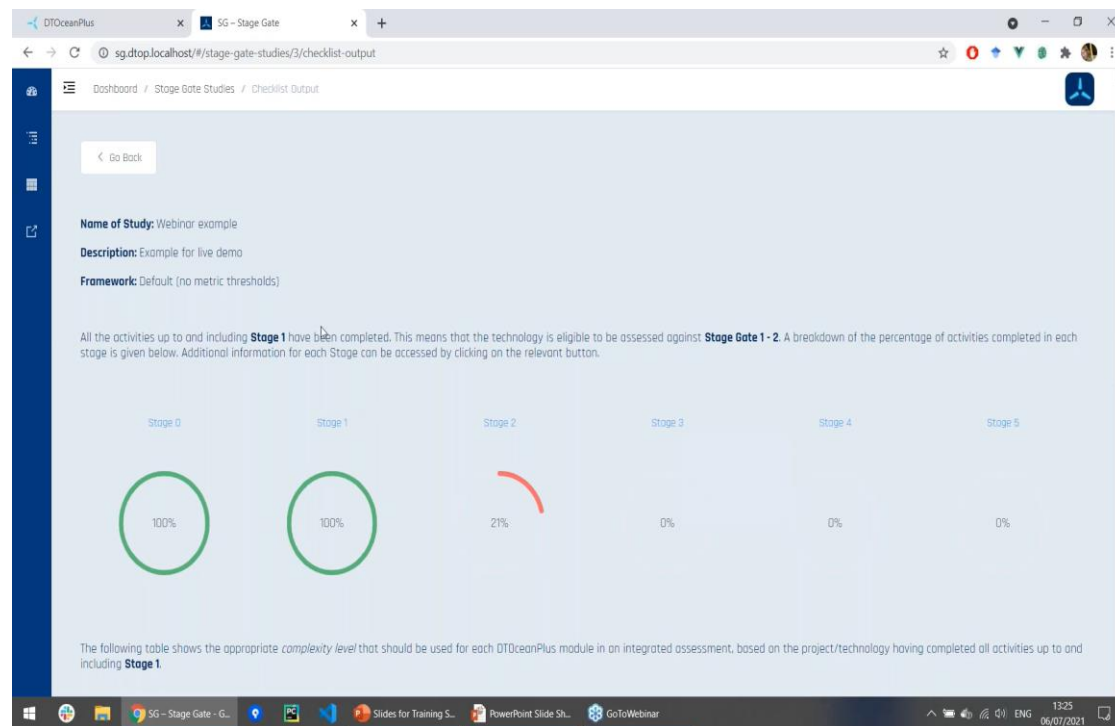 DTOceanPlus
SG – Stage Gate
sg.dtop.localhost/#/stage-gate-studies/3/checklist-output
Dashboard / Stage Gate Studies / Checklist Output
Go Back
Name of Study: Webinar example
Description: Example for live demo
Framework: Default (no metric thresholds)
All the activities up to and including Stage 1 have been completed. This means that the technology is eligible to be assessed against Stage Gate 1 - 2. A breakdown of the percentage of activities completed in each
stage is given below. Additional information for each Stage can be accessed by clicking on the relevant button.
Stage 0 Stage 1 Stage 2 Stage 3 Stage 4 Stage 5
100% 100% 21% 0% 0% 0%
The following table shows the appropriate complexity level that should be used for each DTOceanPlus module in an integrated assessment, based on the project/technology having completed all activities up to and
including Stage 1.
SG – Stage Gate - G... PC Slides for Training S... PowerPoint Slide Sh... GoToWebinar ENG 13:25
06/07/2021